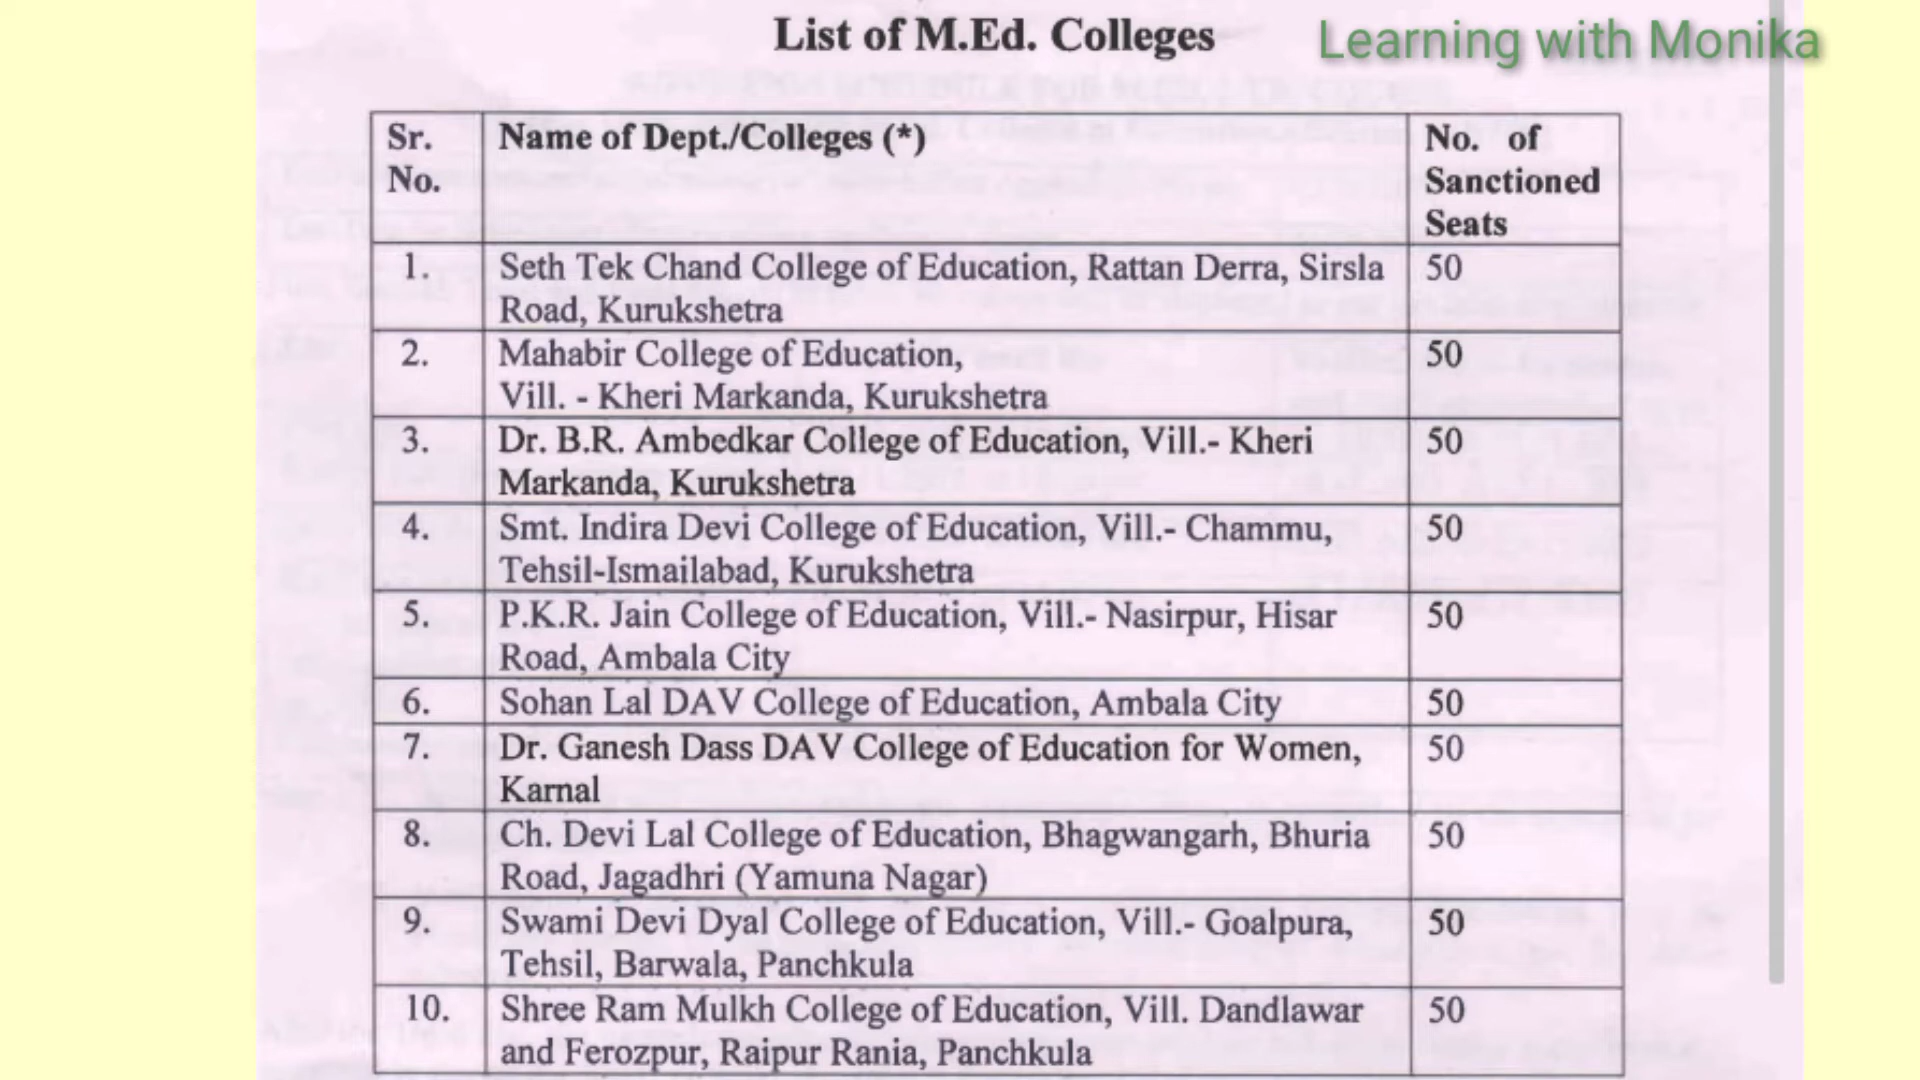 List of M.Ed. Colleges
Learning with Monika
Sr. No.
Name of Dept./Colleges (*)
No. of Sanctioned Seats
1.
Seth Tek Chand College of Education, Rattan Derra, Sirsla
Road, Kurukshetra
50
2.
Mahabir College of Education,
Vill. - Kheri Markanda, Kurukshetra
50
3.
Dr. B.R. Ambedkar College of Education, Vill.- Kheri
Markanda, Kurukshetra
50
4.
Smt. Indira Devi College of Education, Vill.- Chammu,
Tehsil-Ismailabad, Kurukshetra
50
5.
P.K.R. Jain College of Education, Vill.- Nasirpur, Hisar
Road, Ambala City
50
6.
Sohan Lal DAV College of Education, Ambala City
50
7.
Dr. Ganesh Dass DAV College of Education for Women,
Karnal
50
8.
Ch. Devi Lal College of Education, Bhagwangarh, Bhuria
Road, Jagadhri (Yamuna Nagar)
50
9.
Swami Devi Dyal College of Education, Vill.- Goalpura,
Tehsil, Barwala, Panchkula
50
10.
Shree Ram Mulkh College of Education, Vill. Dandlawar
and Ferozpur, Raipur Rania, Panchkula
50